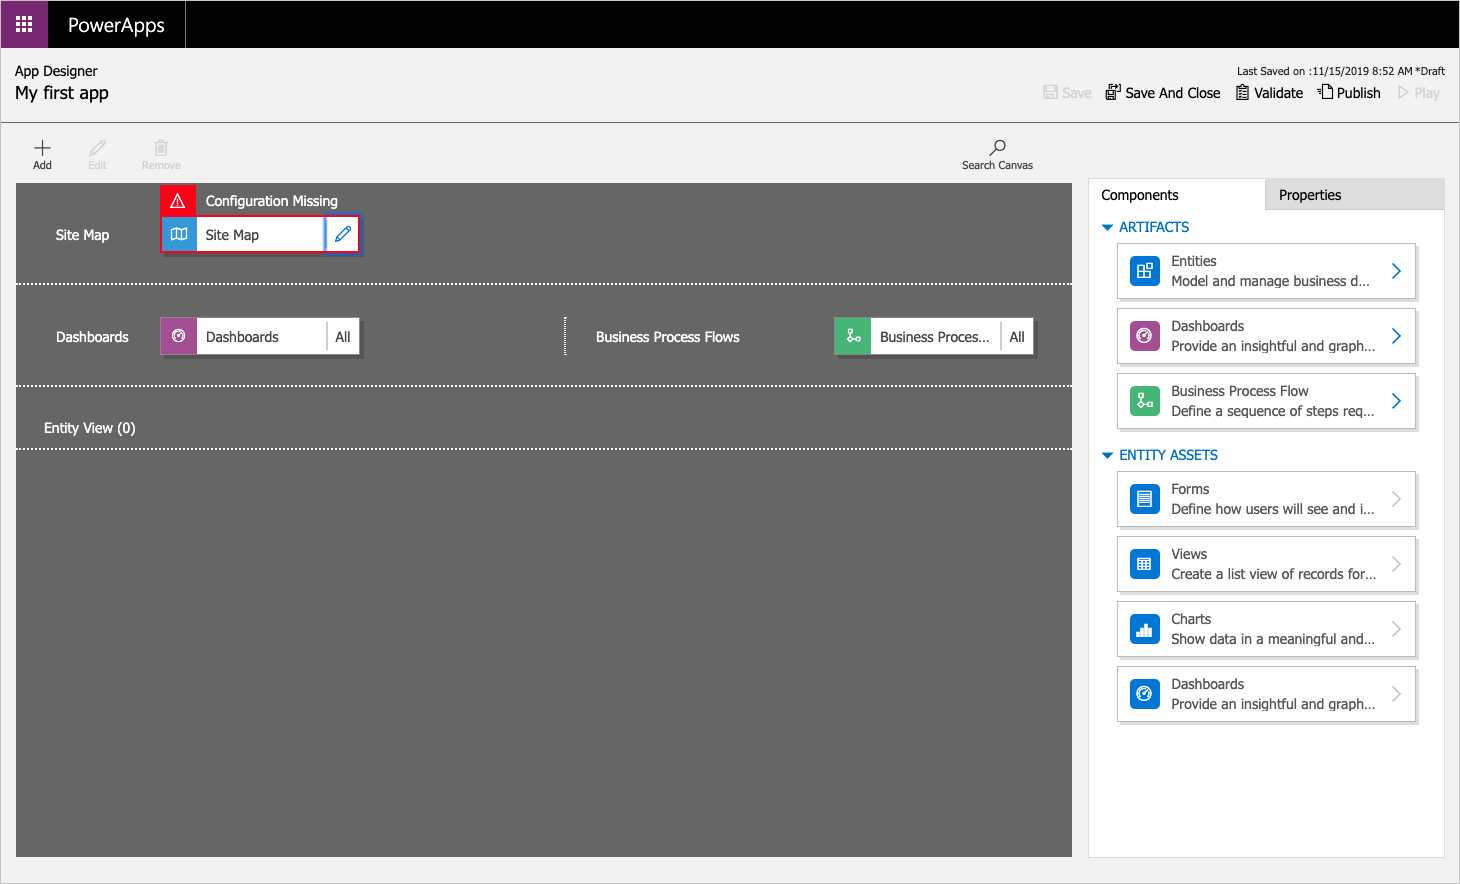 PowerApps
App Designer
My first app
Last Saved on :11/15/2019 8:52 AM *Draft
Save
Save And Close
Validate
Publish
Play
Add
Edit
Remove
Search Canvas
Configuration Missing
Site Map
Site Map
Dashboards
Dashboards
All
Business Process Flows
Business Proces...
All
Entity View (0)
Components
Properties
ARTIFACTS
Entities
Model and manage business d...
Dashboards
Provide an insightful and graph...
Business Process Flow
Define a sequence of steps req...
ENTITY ASSETS
Forms
Define how users will see and i...
Views
Create a list view of records for...
Charts
Show data in a meaningful and...
Dashboards
Provide an insightful and graph...